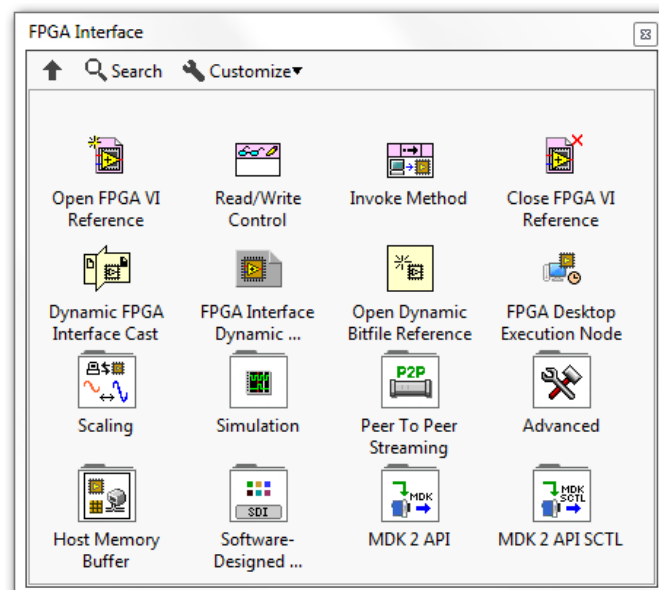 FPGA Interface
Search Customize▾
Open FPGA VI Reference
Read/Write Control
Invoke Method
Close FPGA VI Reference
Dynamic FPGA Interface Cast
FPGA Interface Dynamic ...
Open Dynamic Bitfile Reference
FPGA Desktop Execution Node
Scaling
Simulation
P2P
Peer To Peer Streaming
Advanced
Host Memory Buffer
SDI
Software-Designed ...
MDK
MDK 2 API
MDK SCTL
MDK 2 API SCTL